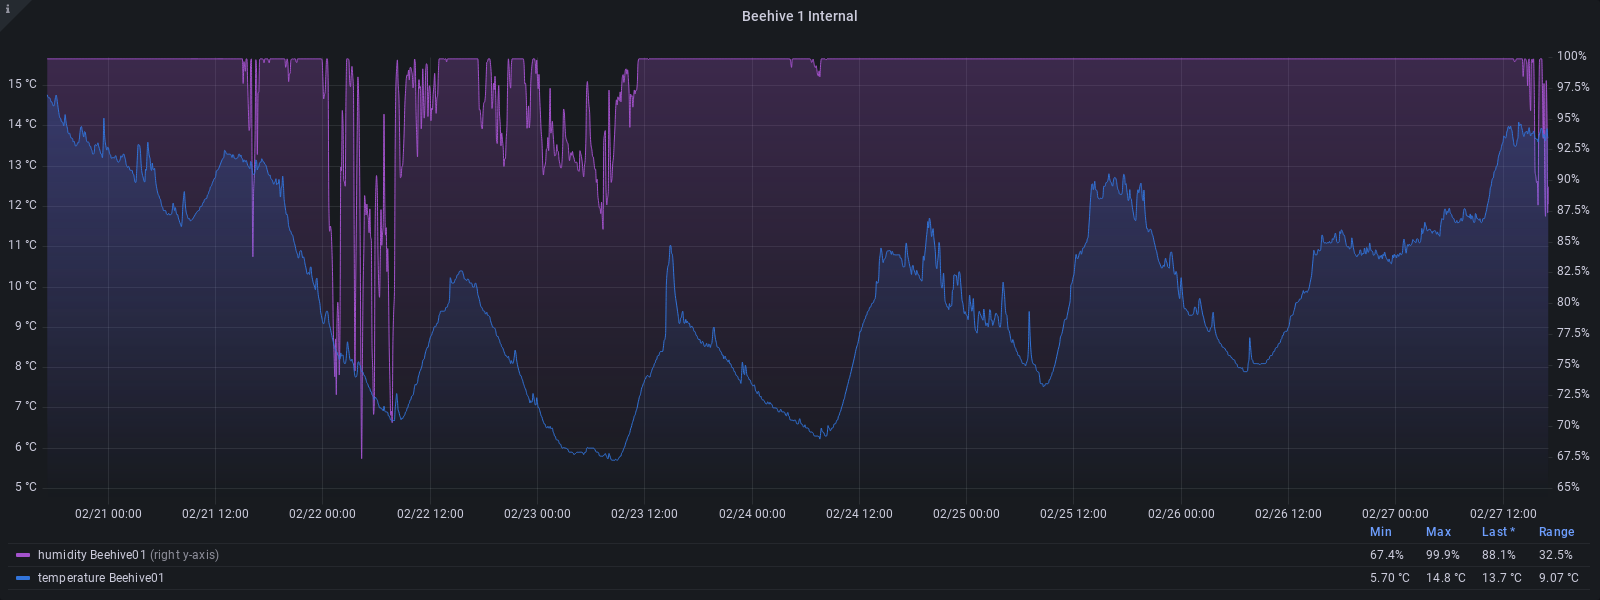 i
Beehive 1 Internal
15 °C
14 °C
13 °C
12 °C
11 °C
10 °C
9 °C
8 °C
7 °C
6 °C
5 °C
100%
97.5%
95%
92.5%
90%
87.5%
85%
82.5%
80%
77.5%
75%
72.5%
70%
67.5%
65%
02/21 00:00 02/21 12:00 02/22 00:00 02/22 12:00 02/23 00:00 02/23 12:00 02/24 00:00 02/24 12:00 02/25 00:00 02/25 12:00 02/26 00:00 02/26 12:00 02/27 00:00 02/27 12:00
Min Max Last * Range
humidity Beehive01 (right y-axis) 67.4% 99.9% 88.1% 32.5%
temperature Beehive01 5.70 °C 14.8 °C 13.7 °C 9.07 °C